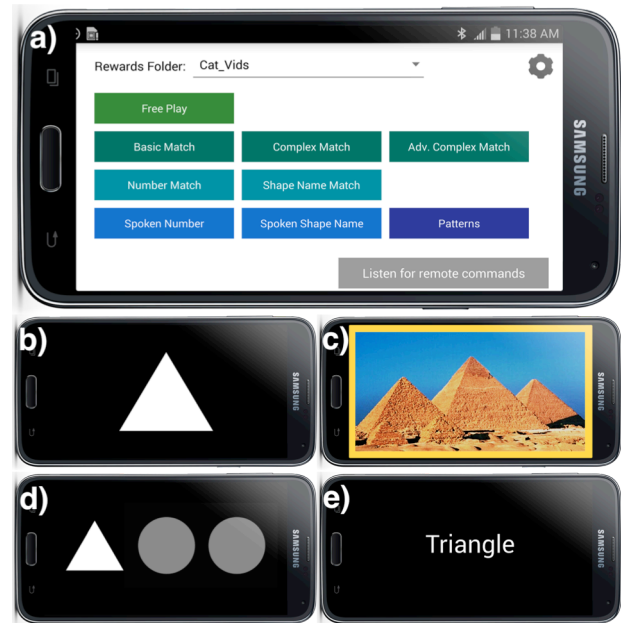 a)
11:38 AM
Rewards Folder: Cat_Vids
Free Play
Basic Match Complex Match Adv. Complex Match
Number Match Shape Name Match
Spoken Number Spoken Shape Name Patterns
Listen for remote commands
SAMSUNG
b)
SAMSUNG
c)
SAMSUNG
d)
SAMSUNG
e)
Triangle
SAMSUNG